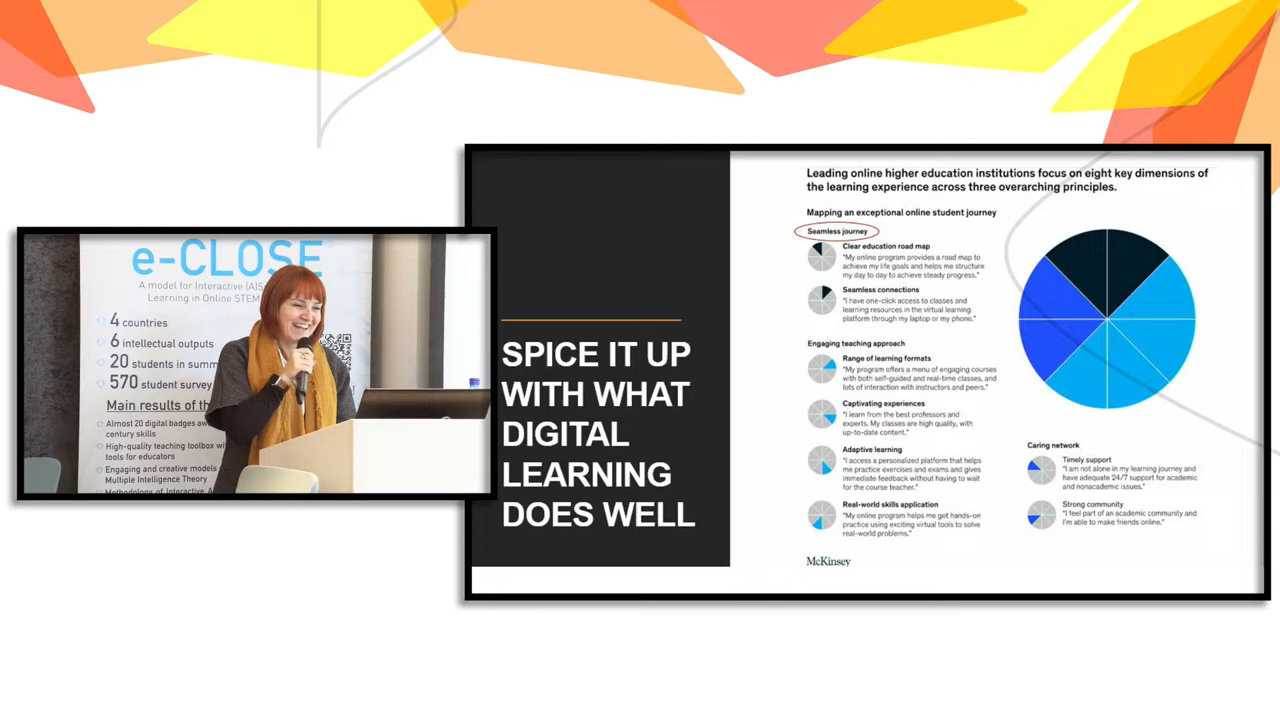 e-CLOSE
A model for Interactive (A)S
Learning in Online STEM
4 countries
6 intellectual outputs
20 students in summ
570 student survey
Main results of th
Almost 20 digital badges aw
century skills
High-quality teaching toolbox wi
tools for educators
Engaging and creative models
Multiple Intelligence Theory
Methodology of Interactive
SPICE IT UP
WITH WHAT
DIGITAL
LEARNING
DOES WELL
Leading online higher education institutions focus on eight key dimensions of
the learning experience across three overarching principles.
Mapping an exceptional online student journey
Seamless journey
Clear education road map
"My online program provides a road map to
achieve my life goals and helps me structure
my day to day to achieve steady progress."
Seamless connections
"I have one-click access to classes and
learning resources in the virtual learning
platform through my laptop or my phone."
Engaging teaching approach
Range of learning formats
"My program offers a menu of engaging courses
with both self-guided and real-time classes, and
lots of interaction with instructors and peers."
Captivating experiences
"I learn from the best professors and
experts. My classes are high quality, with
up-to-date content."
Adaptive learning
"I access a personalized platform that helps
me practice exercises and exams and gives
immediate feedback without having to wait
for the course teacher."
Real-world skills application
"My online program helps me get hands-on
practice using exciting virtual tools to solve
real-world problems."
Caring network
Timely support
"I am not alone in my learning journey and
have adequate 24/7 support for academic
and nonacademic issues."
Strong community
"I feel part of an academic community and
I'm able to make friends online."
McKinsey